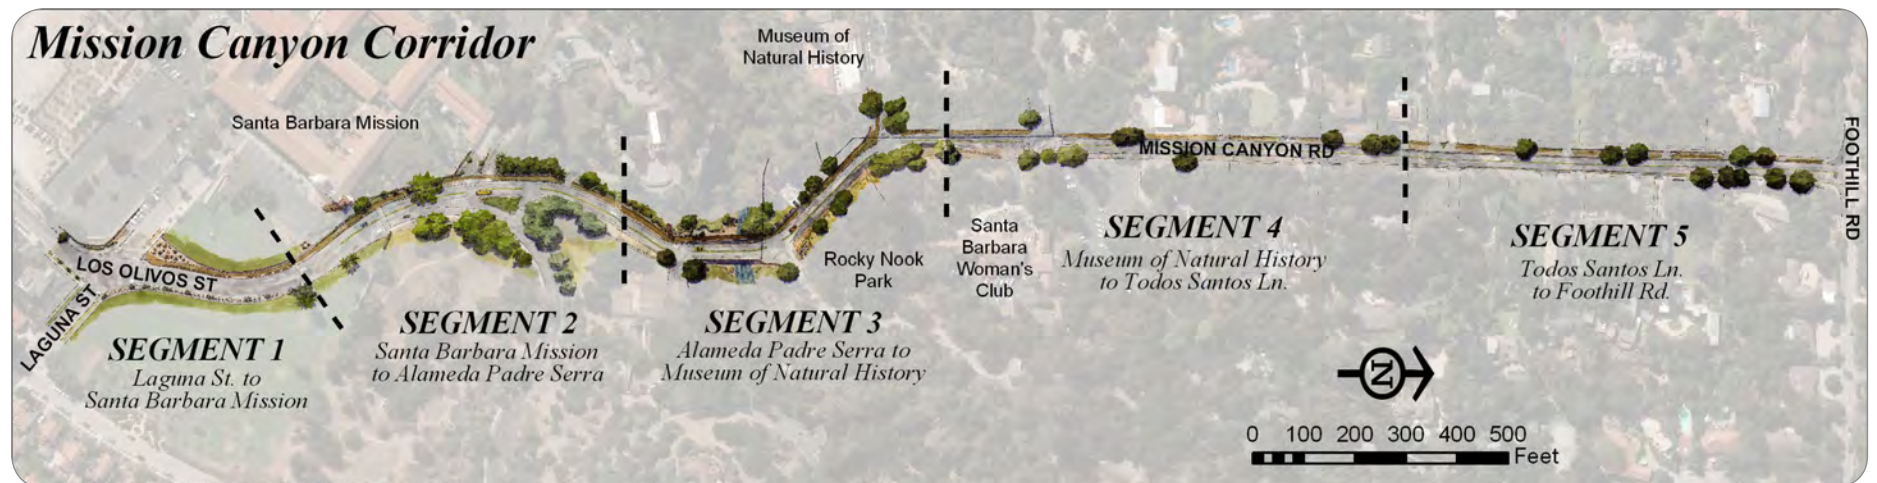 Mission Canyon Corridor
Museum of
Natural History
Santa Barbara Mission
FOOTHILL RD
MISSION CANYON RD
LOS OLIVOS ST
LAGUNA ST
Rocky Nook
Park
Santa
Barbara
Woman's
Club
SEGMENT 1
Laguna St. to
Santa Barbara Mission
SEGMENT 2
Santa Barbara Mission
to Alameda Padre Serra
SEGMENT 3
Alameda Padre Serra to
Museum of Natural History
SEGMENT 4
Museum of Natural History
to Todos Santos Ln.
SEGMENT 5
Todos Santos Ln.
to Foothill Rd.
N
0 100 200 300 400 500
Feet